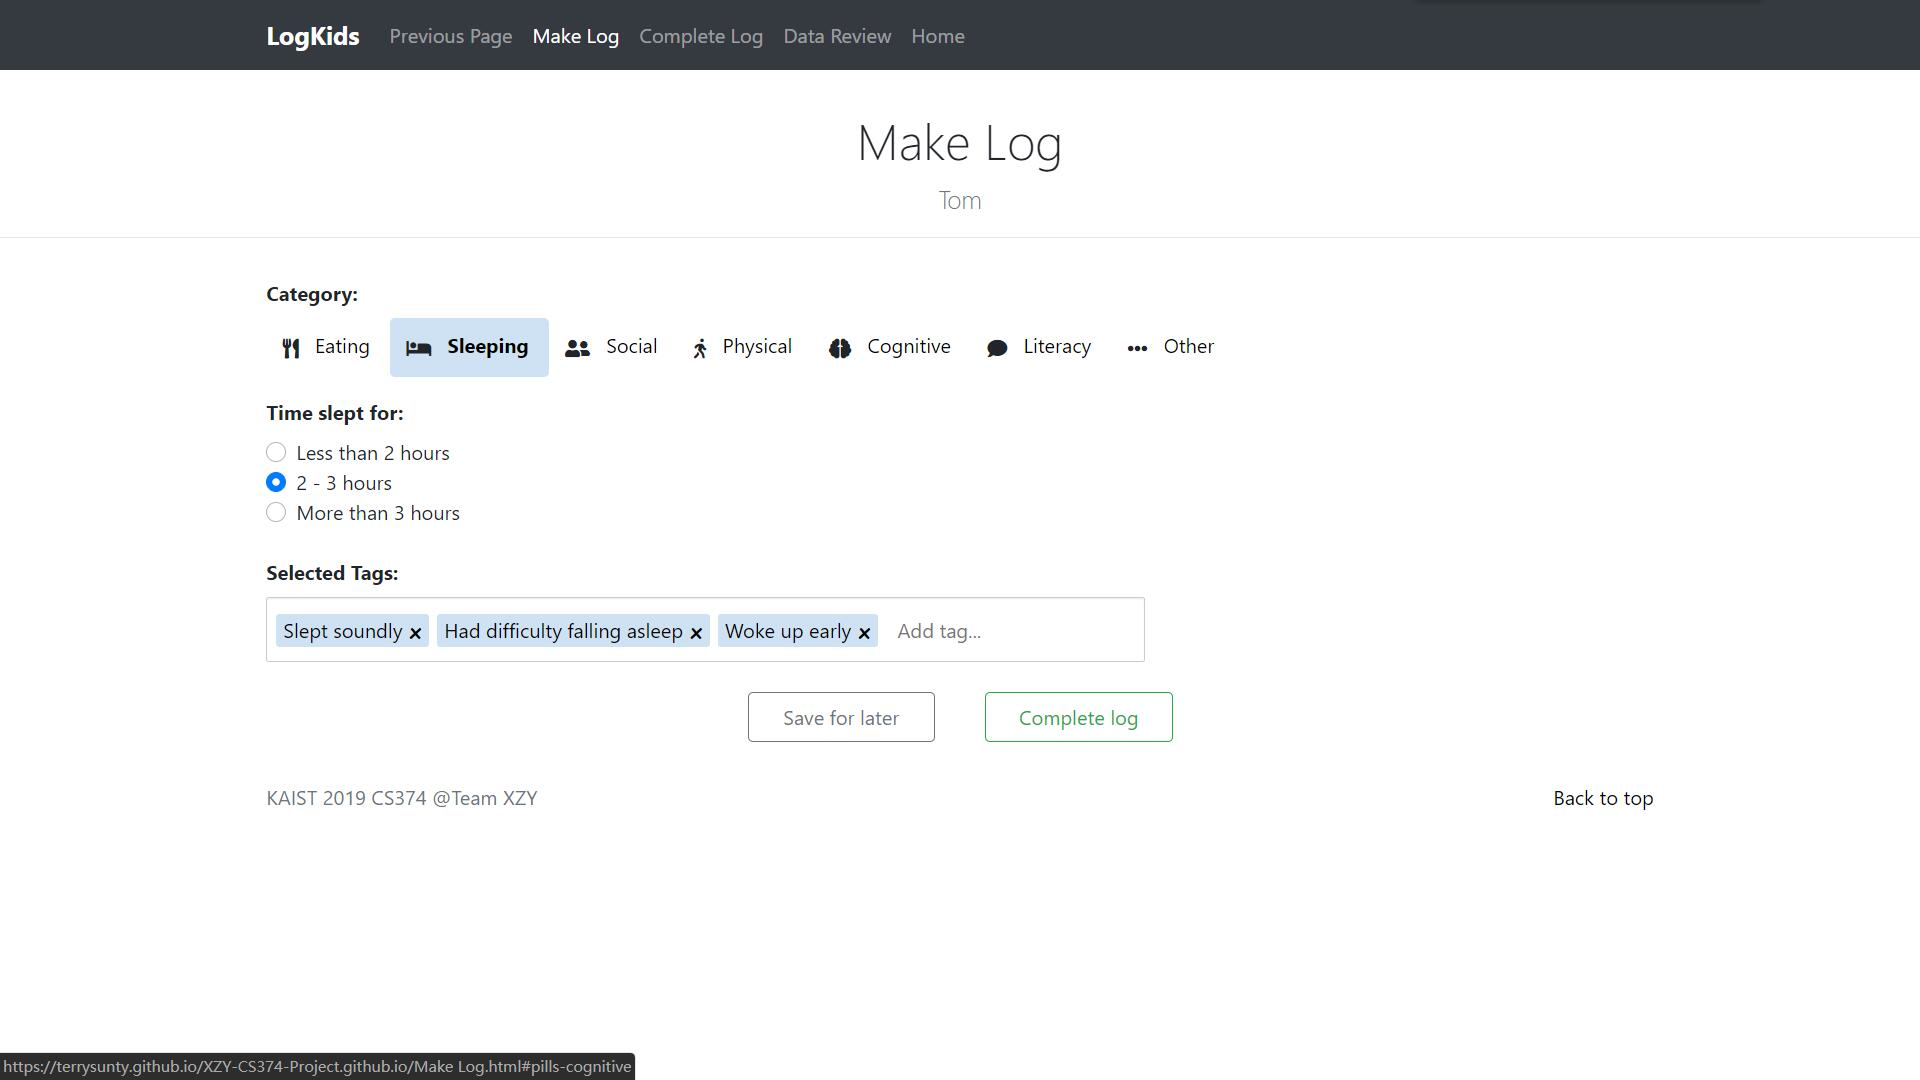 LogKids Previous Page Make Log Complete Log Data Review Home
Make Log
Tom
Category:
Eating Sleeping Social Physical Cognitive Literacy Other
Time slept for:
Less than 2 hours
2 - 3 hours
More than 3 hours
Selected Tags:
Slept soundly × Had difficulty falling asleep × Woke up early × Add tag...
Save for later Complete log
KAIST 2019 CS374 @Team XZY Back to top
https://terrysunty.github.io/XZY-CS374-Project.github.io/Make Log.html#pills-cognitive